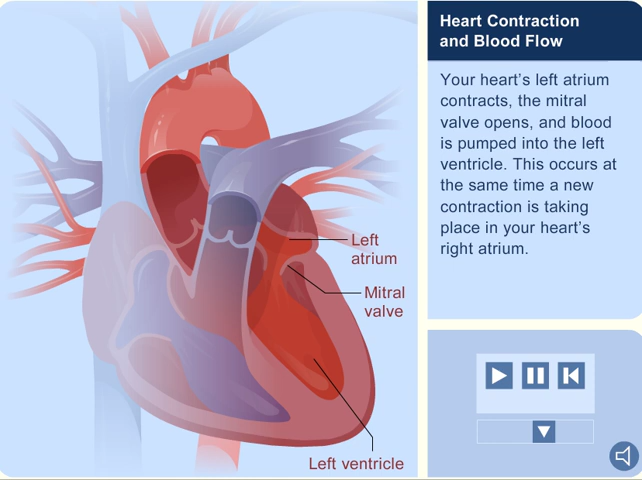 Heart Contraction
and Blood Flow
Your heart's left atrium
contracts, the mitral
valve opens, and blood
is pumped into the left
ventricle. This occurs at
the same time a new
contraction is taking
place in your heart's
right atrium.
Left
atrium
Mitral
valve
Left ventricle